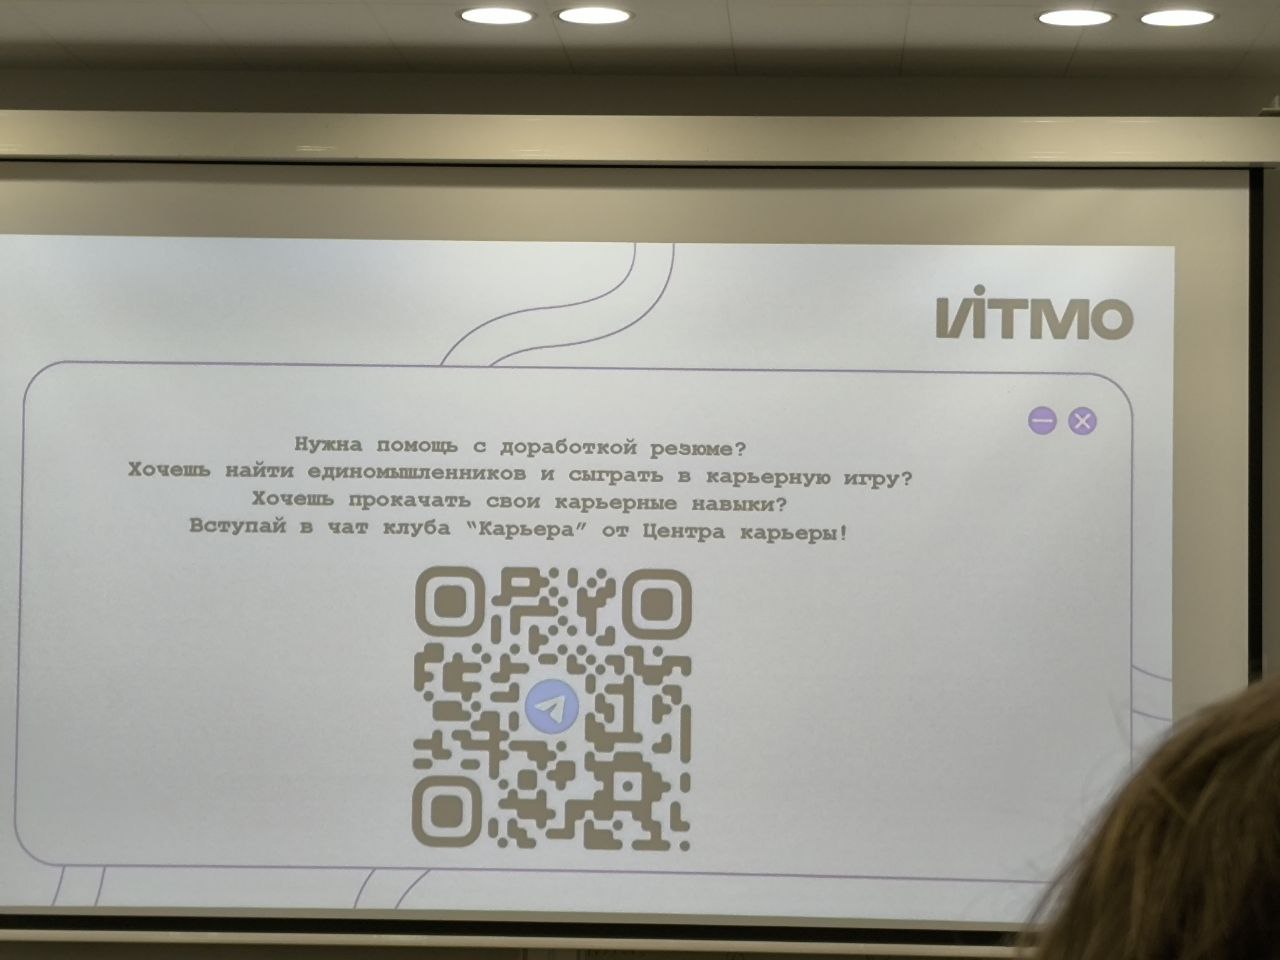 ИТМО
Нужна помощь с доработкой резюме?
Хочешь найти единомышленников и сыграть в карьерную игру?
Хочешь прокачать свои карьерные навыки?
Вступай в чат клуба “Карьера” от Центра карьеры!